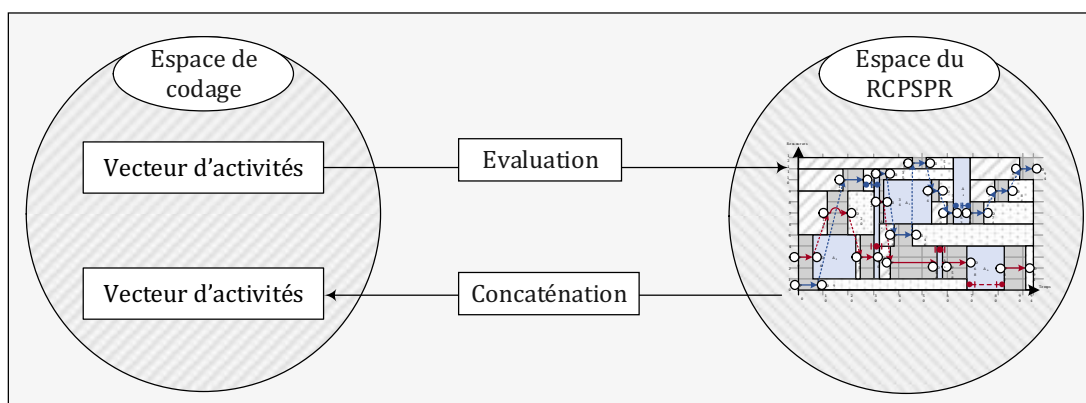 Espace de
codage
Espace du
RCPSPR
Vecteur d'activités
Evaluation
Vecteur d'activités
Concaténation